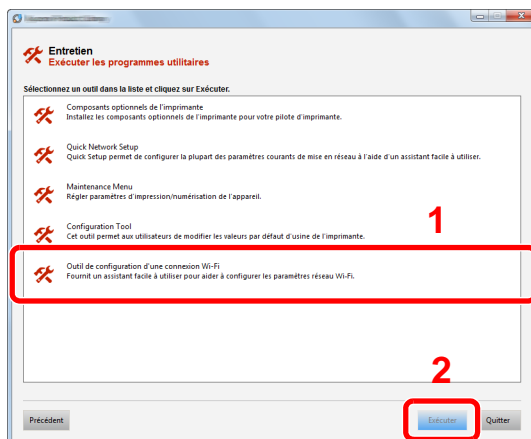 Entretien
Exécuter les programmes utilitaires
Sélectionnez un outil dans la liste et cliquez sur Exécuter.
Composants optionnels de l'imprimante
Installez les composants optionnels de l'imprimante pour votre pilote d'imprimante.
Quick Network Setup
Quick Setup permet de configurer la plupart des paramètres courants de mise en réseau à l'aide d'un assistant facile à utiliser.
Maintenance Menu
Régler paramètres d'impression/numérisation de l'appareil.
1
Configuration Tool
Cet outil permet aux utilisateurs de modifier les valeurs par défaut d'usine de l'imprimante.
Outil de configuration d'une connexion Wi-Fi
Fournit un assistant facile à utiliser pour aider à configurer les paramètres réseau Wi-Fi.
2
Précédent
Exécuter
Quitter